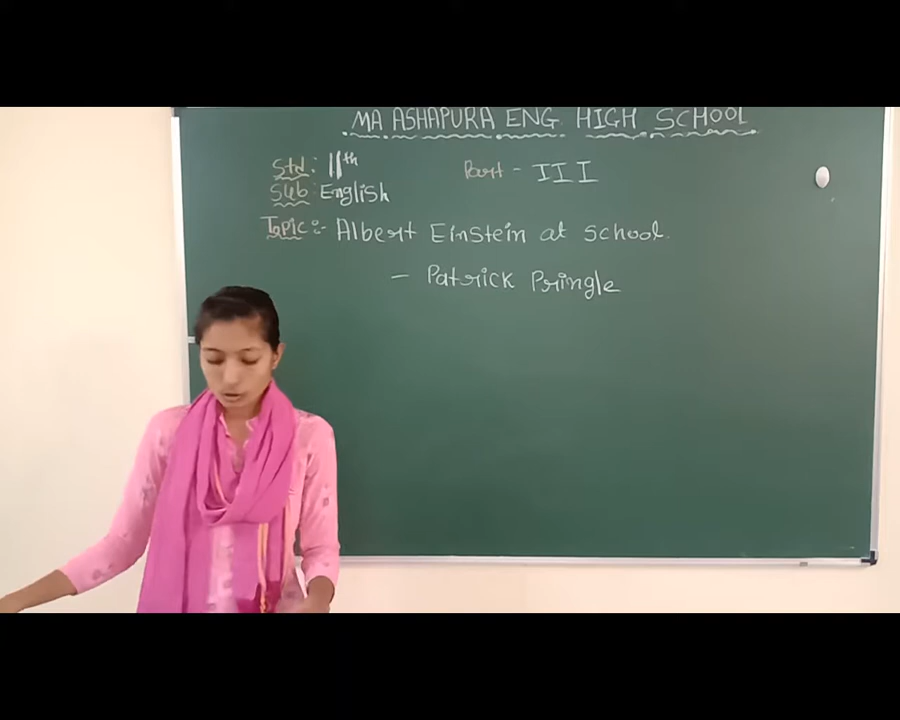 MA ASHAPURA ENG. HIGH SCHOOL
Std: 11th Part - III
Sub: English
Topic:- Albert Einstein at school.
- Patrick Pringle